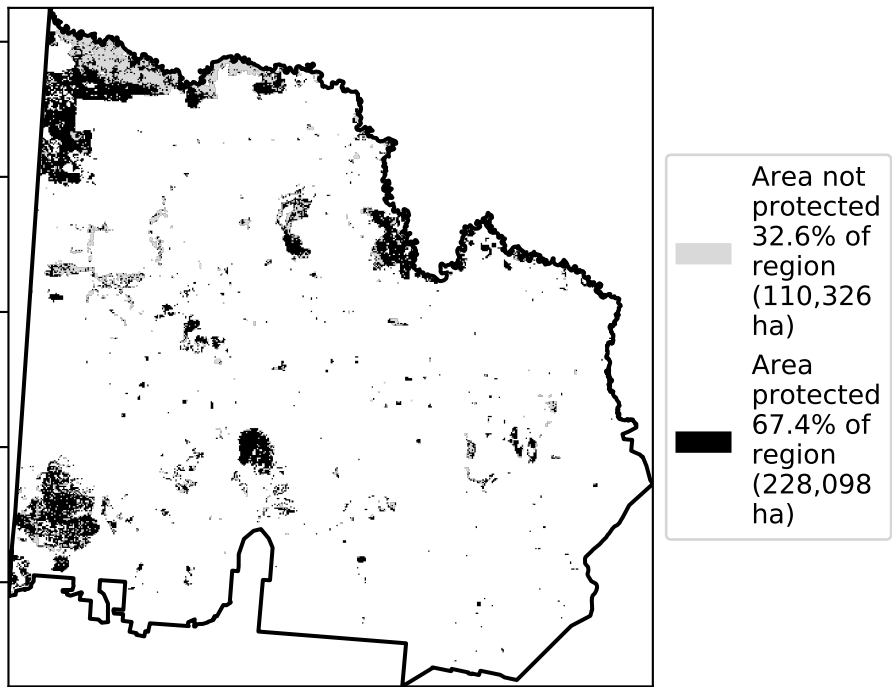 Area not
protected
32.6% of
region
(110,326
ha)
Area
protected
67.4% of
region
(228,098
ha)